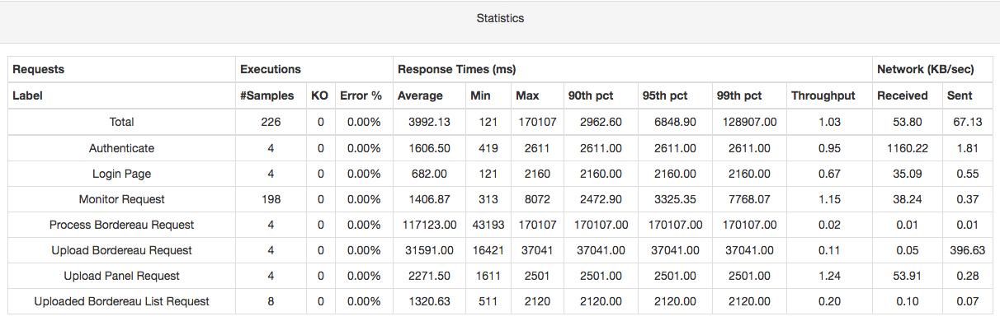 Statistics
Requests Executions Response Times (ms) Network (KB/sec)
Label #Samples KO Error % Average Min Max 90th pct 95th pct 99th pct Throughput Received Sent
Total 226 0 0.00% 3992.13 121 170107 2962.60 6848.90 128907.00 1.03 53.80 67.13
Authenticate 4 0 0.00% 1606.50 419 2611 2611.00 2611.00 2611.00 0.95 1160.22 1.81
Login Page 4 0 0.00% 682.00 121 2160 2160.00 2160.00 2160.00 0.67 35.09 0.55
Monitor Request 198 0 0.00% 1406.87 313 8072 2472.90 3325.35 7768.07 1.15 38.24 0.37
Process Bordereau Request 4 0 0.00% 117123.00 43193 170107 170107.00 170107.00 170107.00 0.02 0.01 0.01
Upload Bordereau Request 4 0 0.00% 31591.00 16421 37041 37041.00 37041.00 37041.00 0.11 0.05 396.63
Upload Panel Request 4 0 0.00% 2271.50 1611 2501 2501.00 2501.00 2501.00 1.24 53.91 0.28
Uploaded Bordereau List Request 8 0 0.00% 1320.63 511 2120 2120.00 2120.00 2120.00 0.20 0.10 0.07